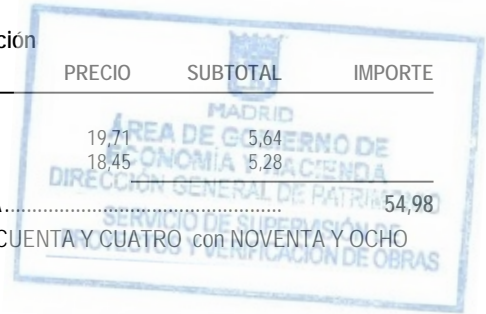 ción
PRECIO SUBTOTAL IMPORTE
MADRID
19,71 5,64
ÁREA DE GOBIERNO DE
18,45 5,28
ECONOMÍA Y HACIENDA
DIRECCIÓN GENERAL DE PATRIMONIO
A.................................................. 54,98
SERVICIO DE SUPERVISIÓN DE
CUENTA Y CUATRO con NOVENTA Y OCHO
PROYECTOS Y VERIFICACIÓN DE OBRAS